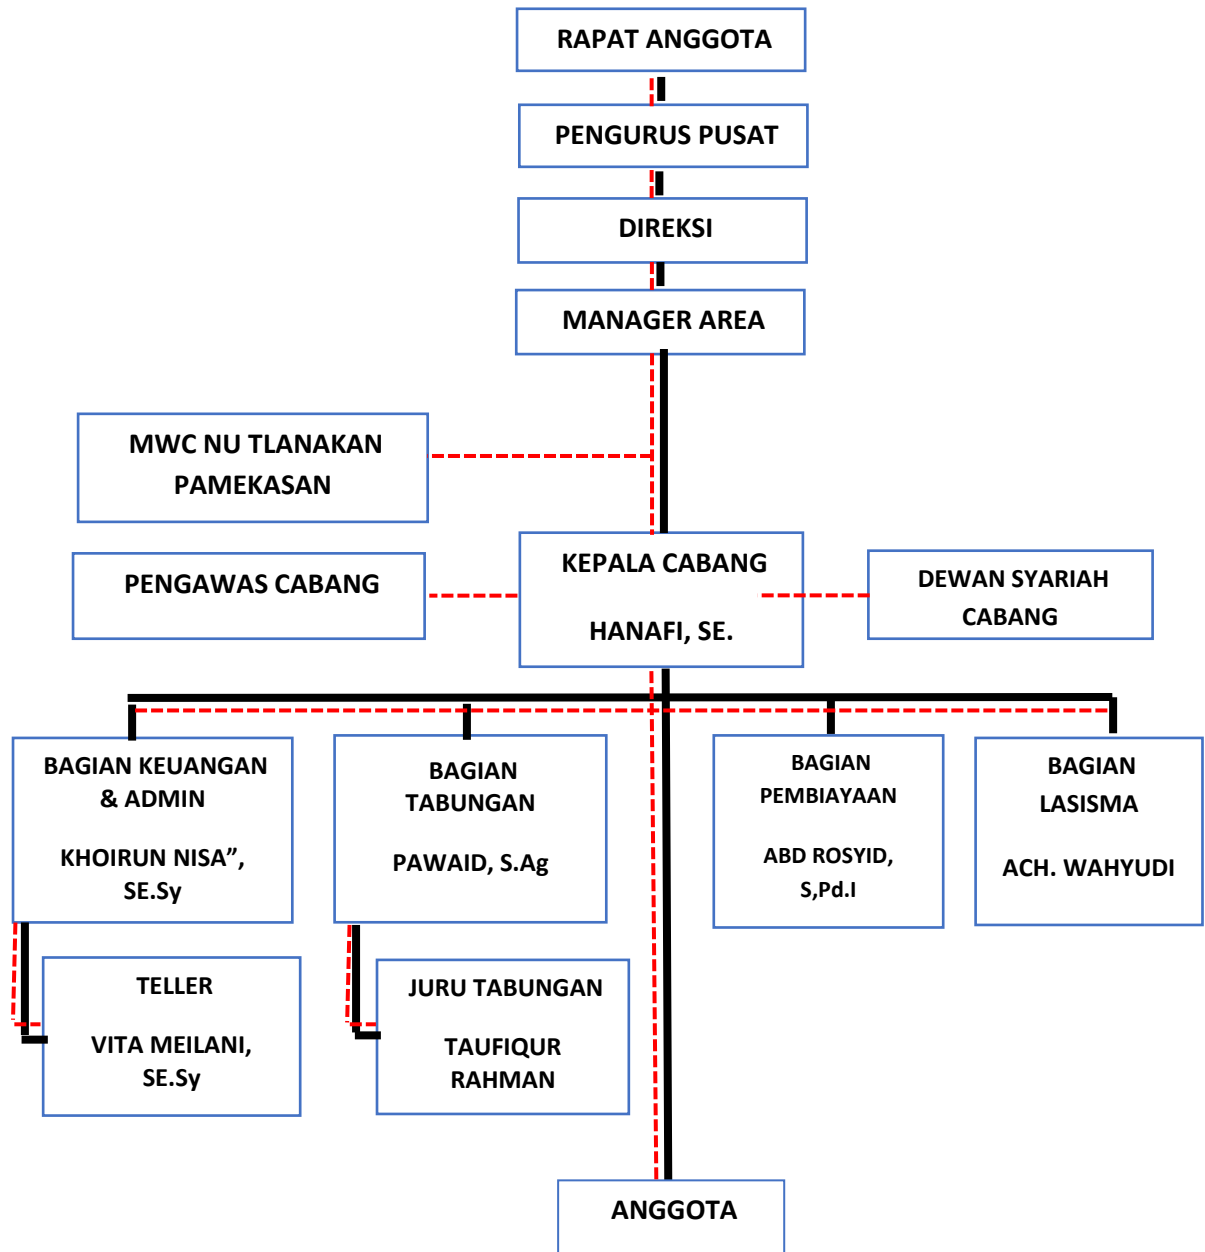 RAPAT ANGGOTA
PENGURUS PUSAT
DIREKSI
MANAGER AREA
MWC NU TLANAKAN
PAMEKASAN
PENGAWAS CABANG
KEPALA CABANG
HANAFI, SE.
DEWAN SYARIAH
CABANG
BAGIAN KEUANGAN
& ADMIN
KHOIRUN NISA”,
SE.Sy
BAGIAN
TABUNGAN
PAWAID, S.Ag
BAGIAN
PEMBIAYAAN
ABD ROSYID,
S,Pd.I
BAGIAN
LASISMA
ACH. WAHYUDI
TELLER
VITA MEILANI,
SE.Sy
JURU TABUNGAN
TAUFIQUR
RAHMAN
ANGGOTA